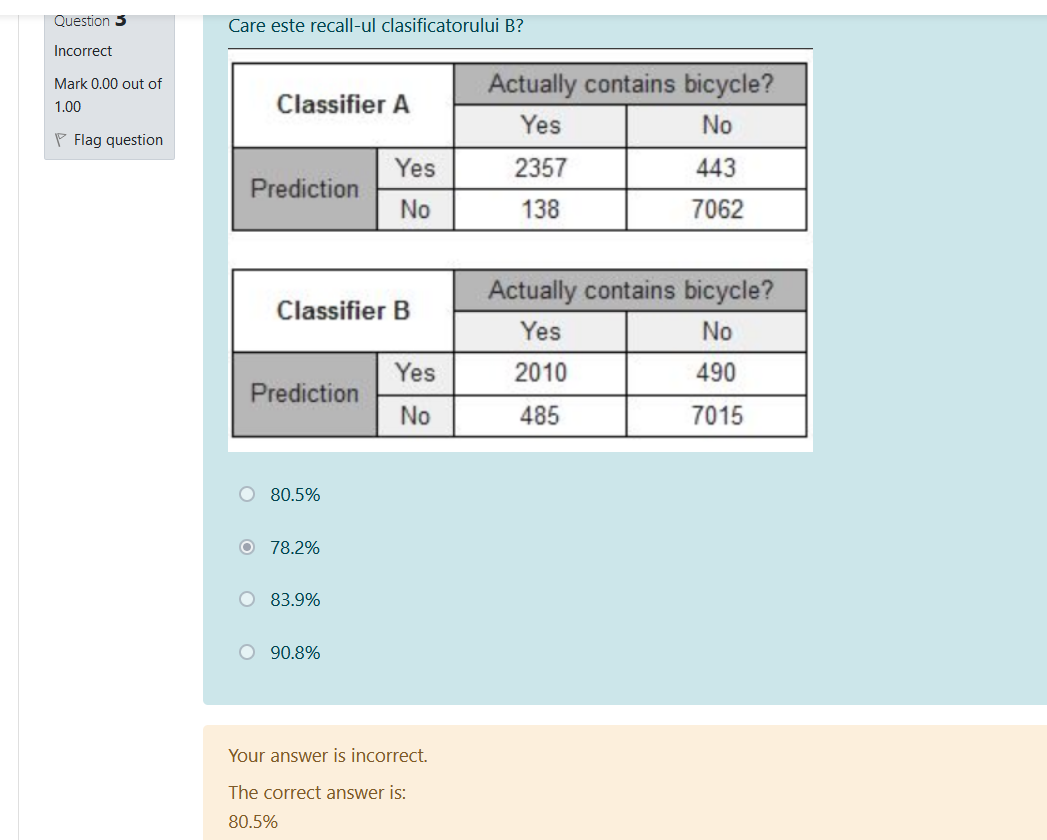 Question 3
Incorrect
Mark 0.00 out of
1.00
Flag question
Care este recall-ul clasificatorului B?
Classifier A
Actually contains bicycle?
Yes No
Prediction
Yes 2357 443
No 138 7062
Classifier B
Actually contains bicycle?
Yes No
Prediction
Yes 2010 490
No 485 7015
80.5%
78.2%
83.9%
90.8%
Your answer is incorrect.
The correct answer is:
80.5%